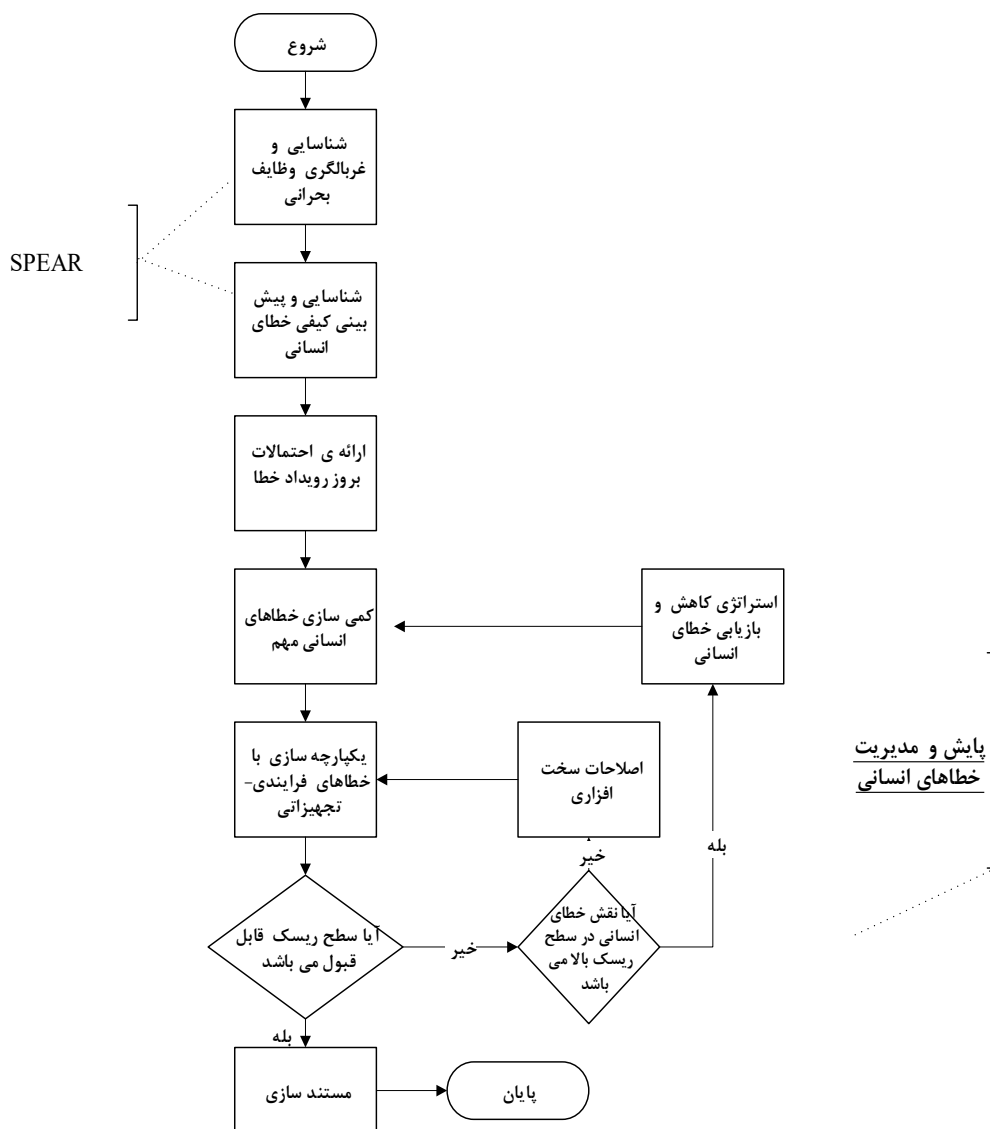 شروع
شناسایی و
غربالگری وظایف
بحرانی
SPEAR
شناسایی و پیش
بینی کیفی خطای
انسانی
ارائه ی احتمالات
بروز رویداد خطا
کمی سازی خطاهای
انسانی مهم
استراتژی کاهش و
بازیابی خطای
انسانی
یکپارچه سازی با
خطاهای فرایندی-
تجهیزاتی
اصلاحات سخت
افزاری
پایش و مدیریت
خطاهای انسانی
بله
خیر
آیا سطح ریسک قابل
قبول می باشد
خیر
آیا نقش خطای
انسانی در سطح
ریسک بالا می
باشد
بله
مستند سازی
پایان